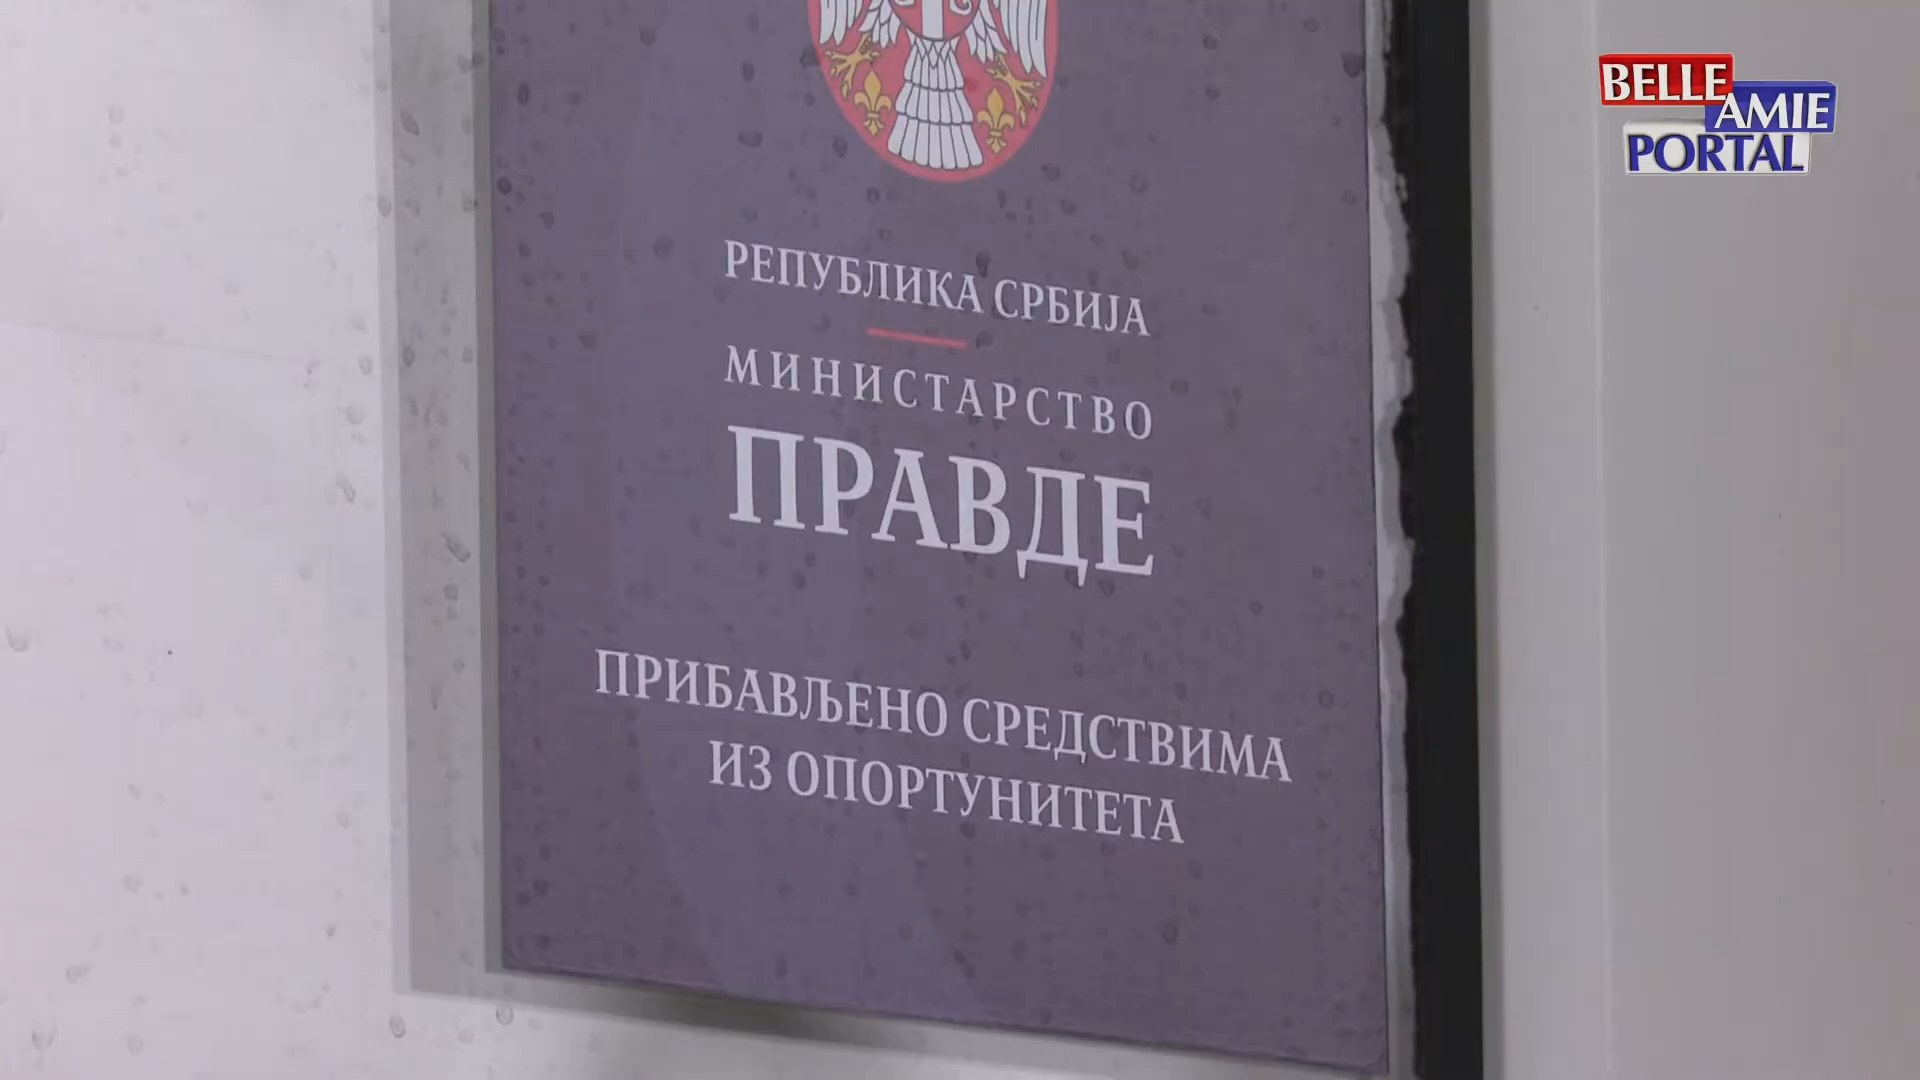 BELLE
AMIE
PORTAL
РЕПУБЛИКА СРБИЈА
МИНИСТАРСТВО
ПРАВДЕ
ПРИБАВЉЕНО СРЕДСТВИМА
ИЗ ОПОРТУНИТЕТА